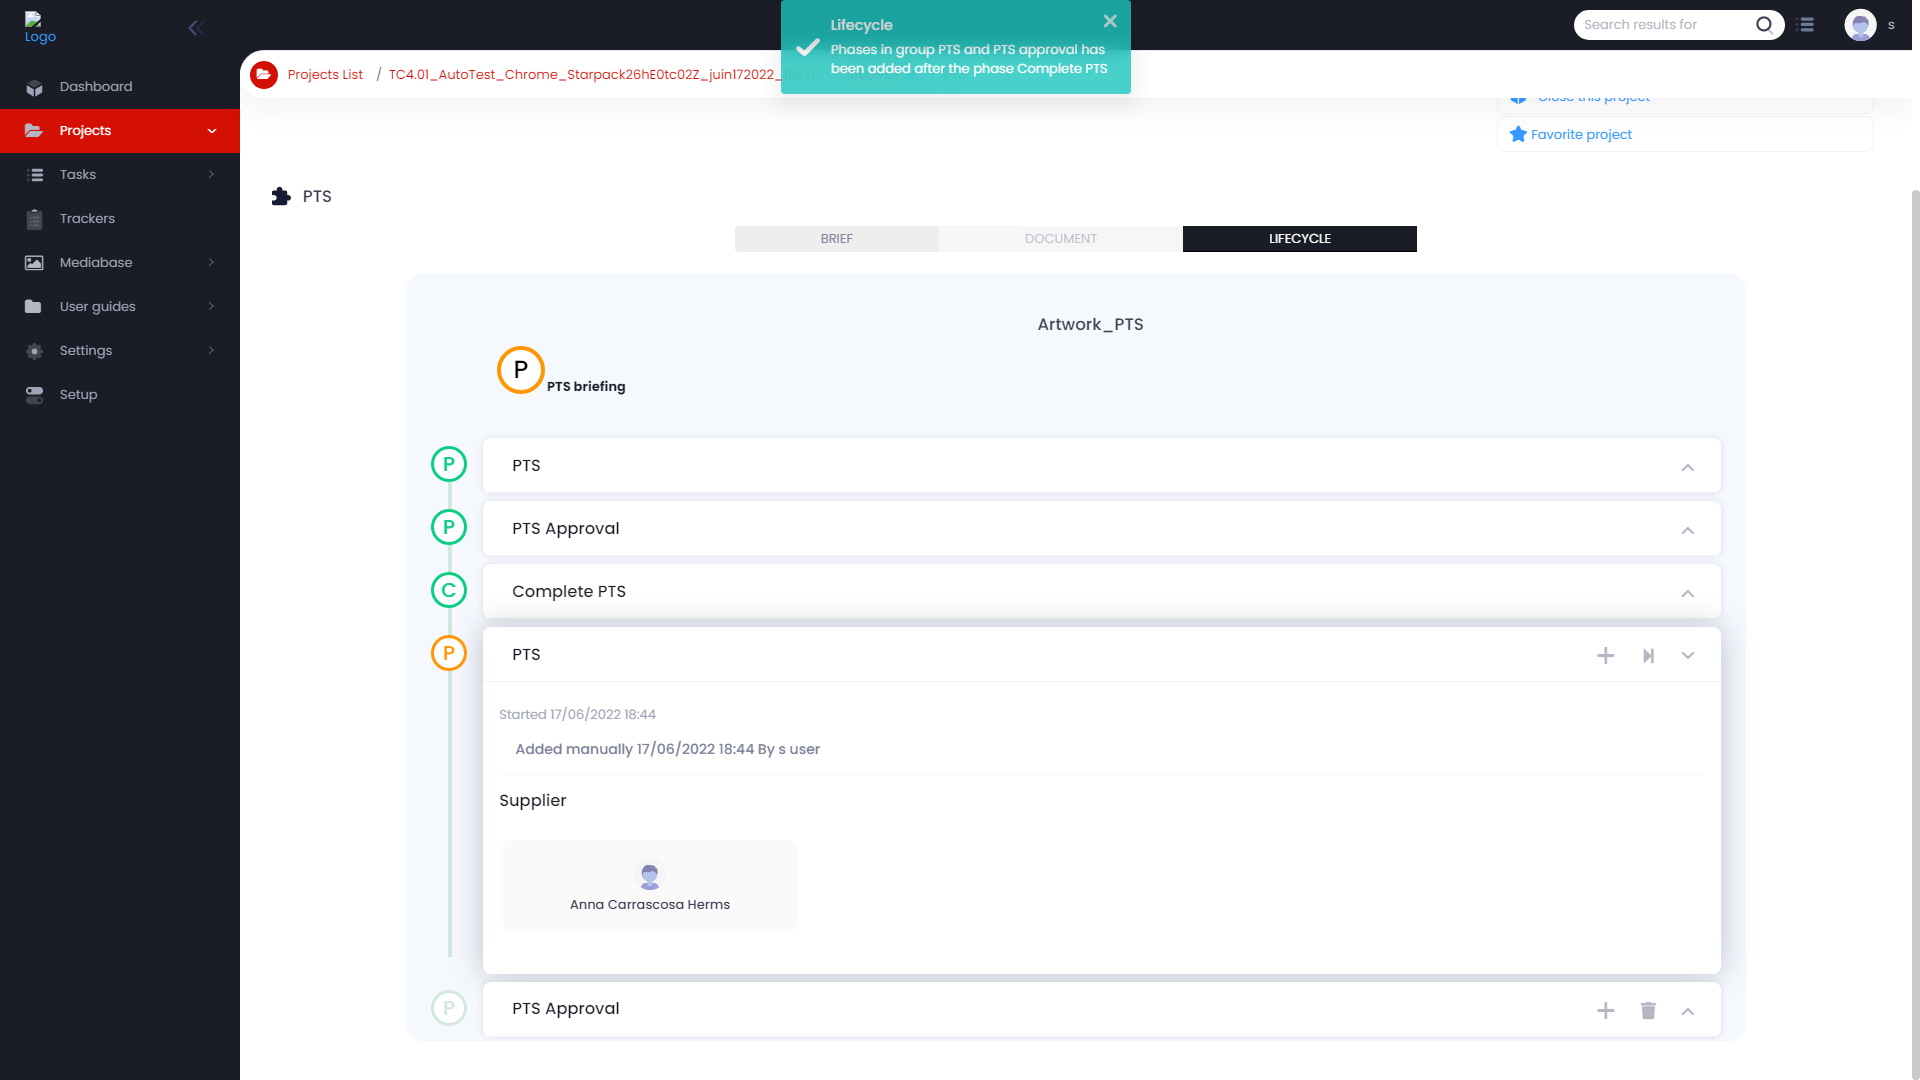 Logo
Search results for
s
Lifecycle
Phases in group PTS and PTS approval has
been added after the phase Complete PTS
Projects List / TC4.01_AutoTest_Chrome_Starpack26hE0tc02Z_juin172022_
Close this project
Favorite project
Dashboard
Projects
Tasks
Trackers
Mediabase
User guides
Settings
Setup
PTS
BRIEF
DOCUMENT
LIFECYCLE
Artwork_PTS
P
PTS briefing
P
PTS
P
PTS Approval
C
Complete PTS
P
PTS
Started 17/06/2022 18:44
Added manually 17/06/2022 18:44 By s user
Supplier
Anna Carrascosa Herms
P
PTS Approval